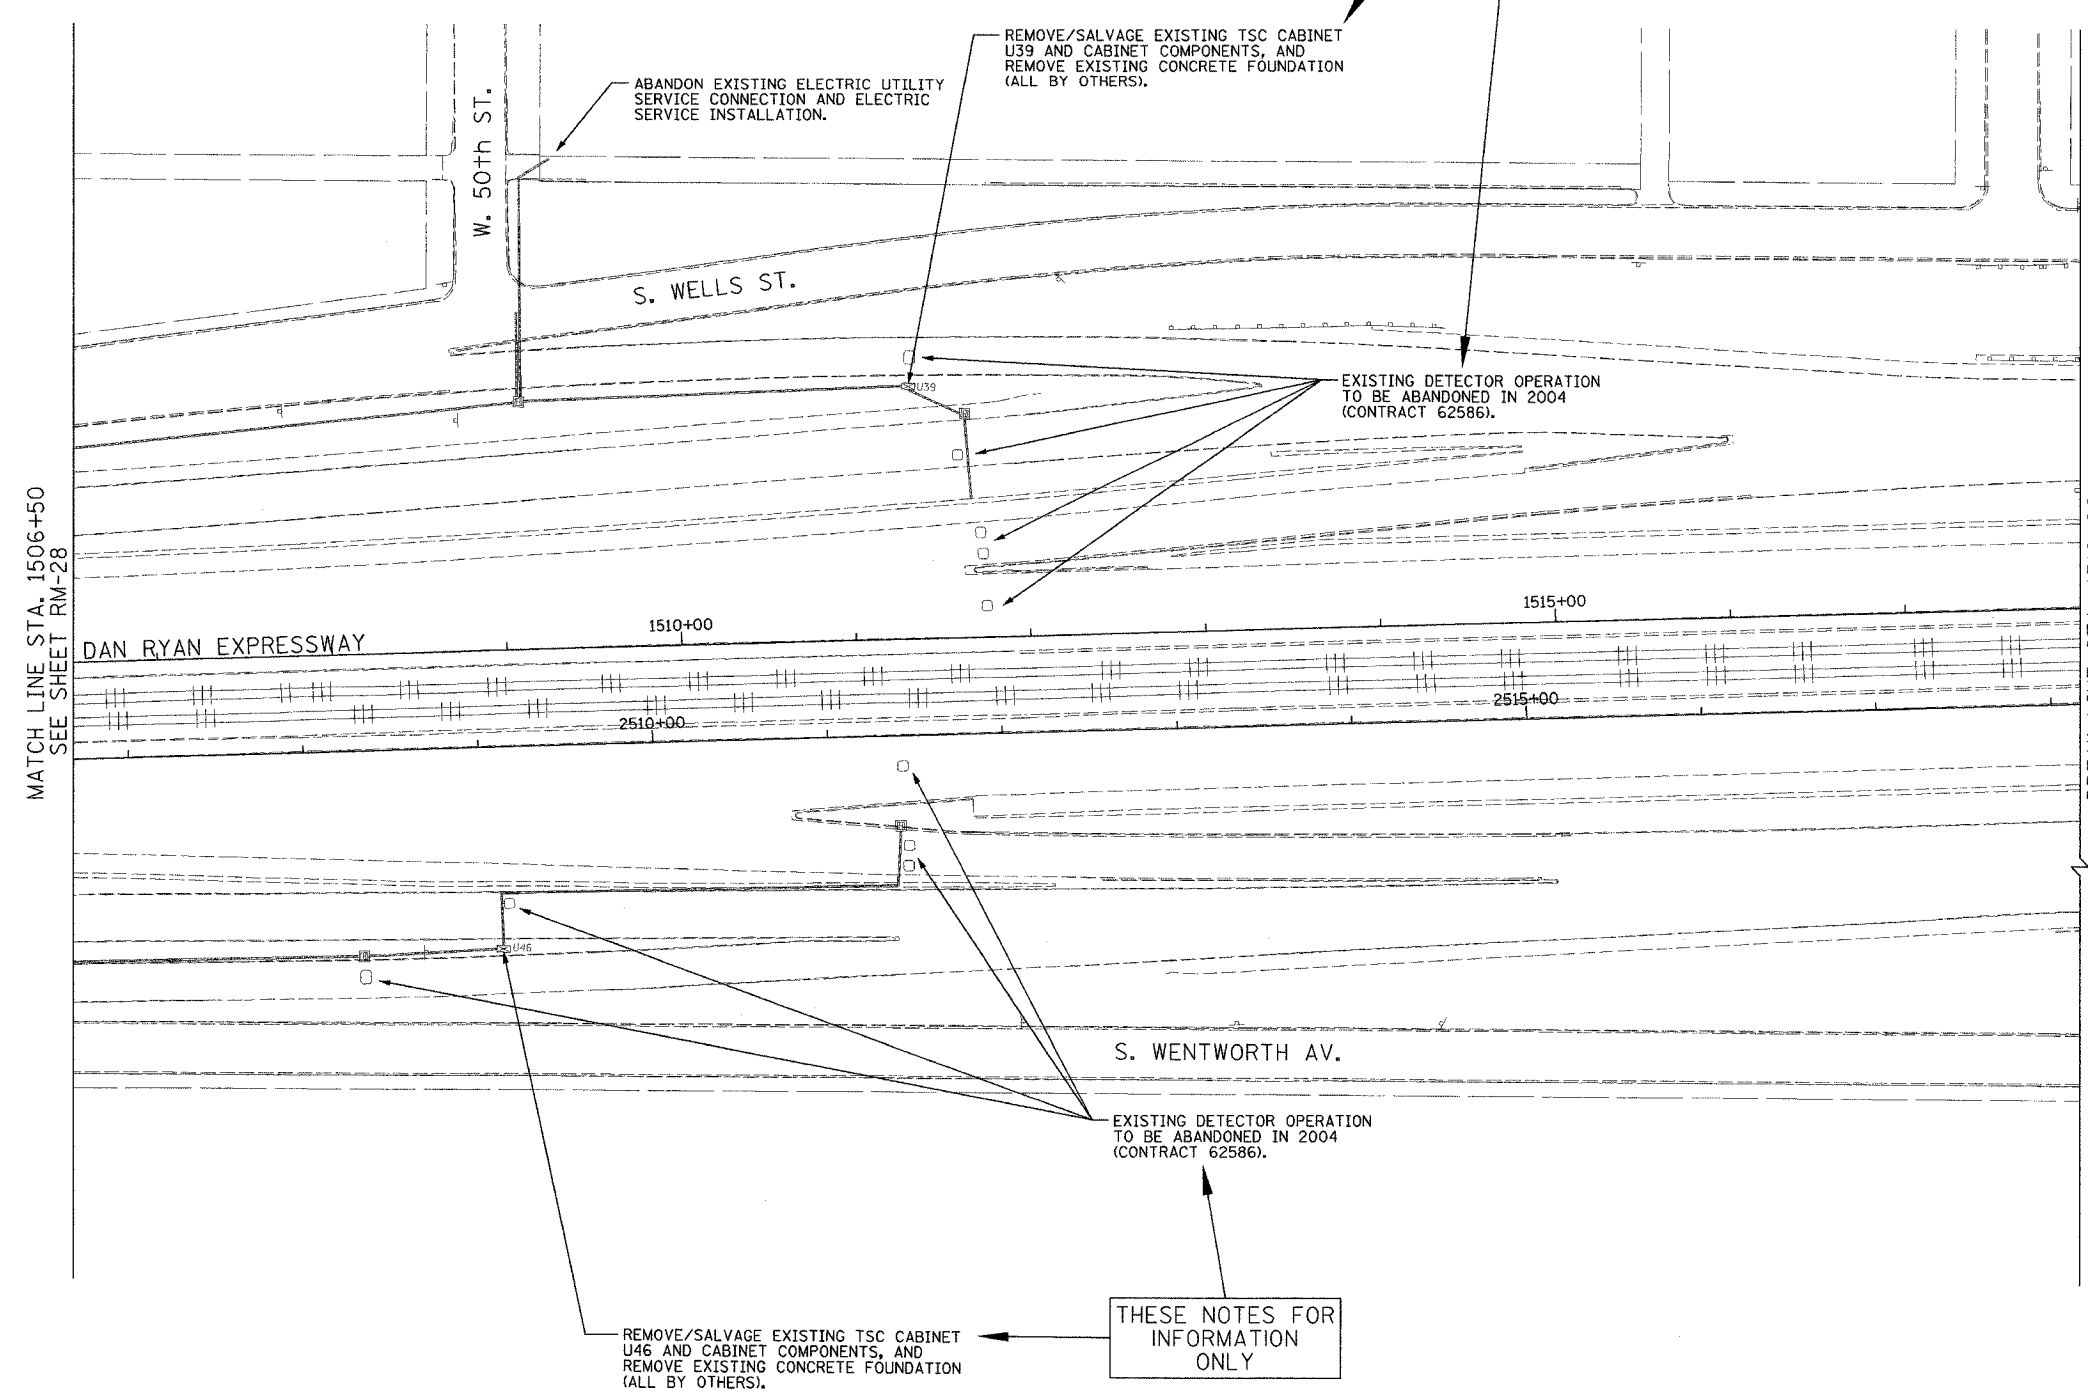 REMOVE/SALVAGE EXISTING TSC CABINET
U39 AND CABINET COMPONENTS, AND
REMOVE EXISTING CONCRETE FOUNDATION
(ALL BY OTHERS).
ABANDON EXISTING ELECTRIC UTILITY
SERVICE CONNECTION AND ELECTRIC
SERVICE INSTALLATION.
W. 50th ST.
S. WELLS ST.
U39
EXISTING DETECTOR OPERATION
TO BE ABANDONED IN 2004
(CONTRACT 62586).
MATCH LINE STA. 1506+50
SEE SHEET RM-28
DAN RYAN EXPRESSWAY
1510+00
1515+00
2510+00
2515+00
U46
S. WENTWORTH AV.
EXISTING DETECTOR OPERATION
TO BE ABANDONED IN 2004
(CONTRACT 62586).
THESE NOTES FOR
INFORMATION
ONLY
REMOVE/SALVAGE EXISTING TSC CABINET
U46 AND CABINET COMPONENTS, AND
REMOVE EXISTING CONCRETE FOUNDATION
(ALL BY OTHERS).